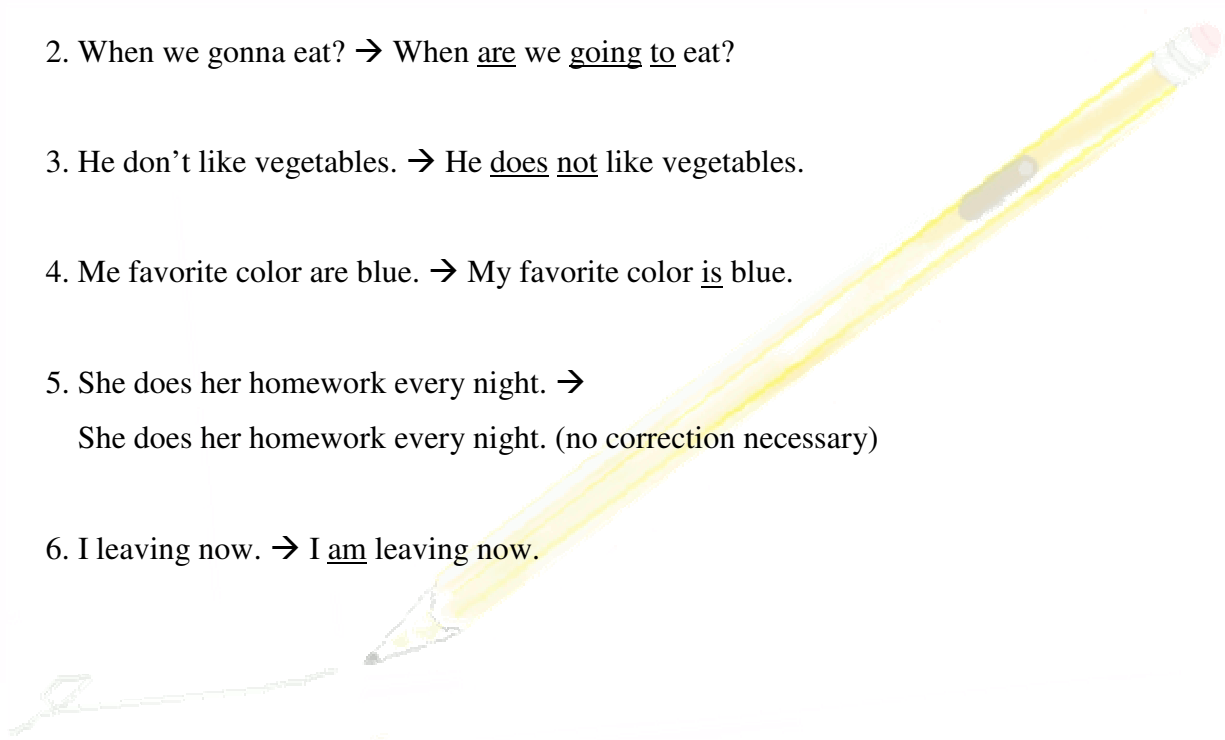 2. When we gonna eat? → When are we going to eat?
3. He don’t like vegetables. → He does not like vegetables.
4. Me favorite color are blue. → My favorite color is blue.
5. She does her homework every night. →
She does her homework every night. (no correction necessary)
6. I leaving now. → I am leaving now.